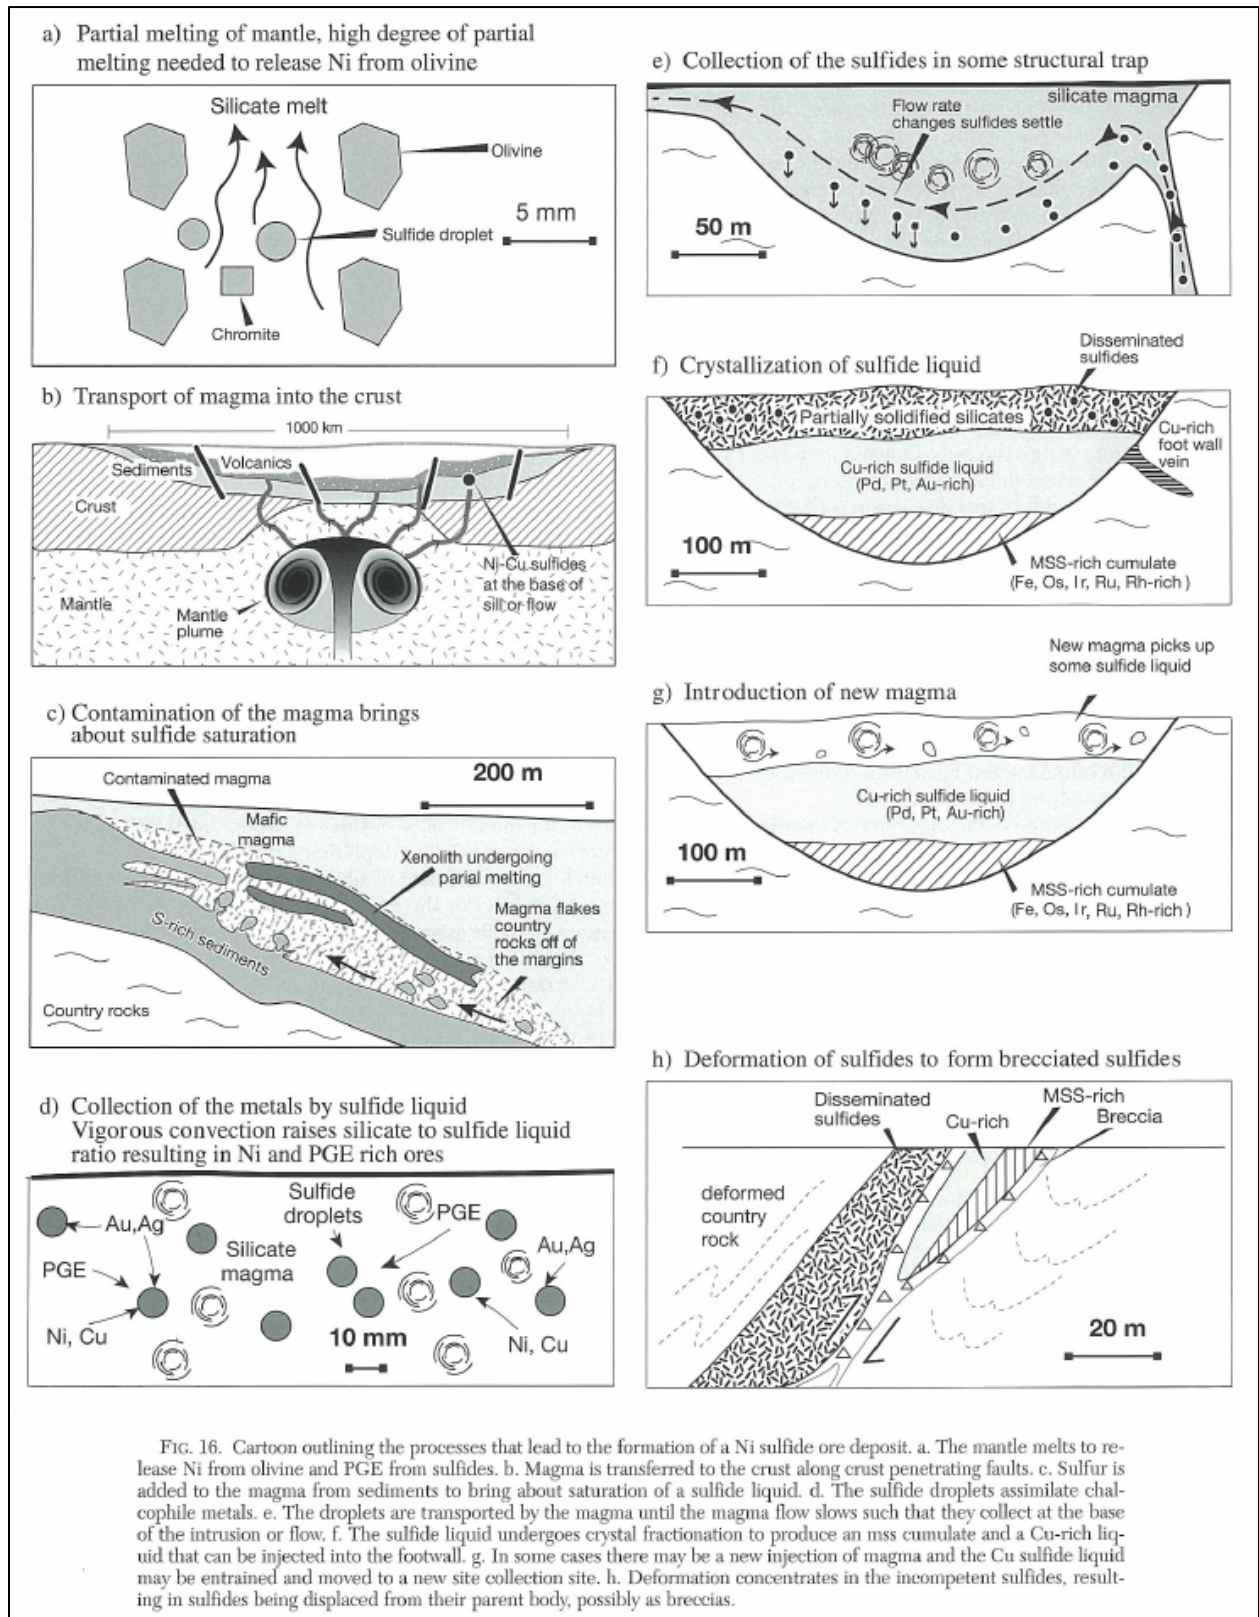 a) Partial melting of mantle, high degree of partial
melting needed to release Ni from olivine
Silicate melt
Olivine
5 mm
Sulfide droplet
Chromite
b) Transport of magma into the crust
1000 km
Sediments
Volcanics
Crust
Ni-Cu sulfides
at the base of
sill or flow
Mantle
Mantle
plume
c) Contamination of the magma brings
about sulfide saturation
200 m
Contaminated magma
Mafic
magma
Xenolith undergoing
parial melting
Magma flakes
country
rocks off of
the margins
S-rich sediments
Country rocks
d) Collection of the metals by sulfide liquid
Vigorous convection raises silicate to sulfide liquid
ratio resulting in Ni and PGE rich ores
Sulfide
droplets
PGE
Au,Ag
Silicate
magma
Au,Ag
PGE
Ni, Cu
10 mm
Ni, Cu
e) Collection of the sulfides in some structural trap
silicate magma
Flow rate
changes sulfides settle
50 m
Disseminated
sulfides
f) Crystallization of sulfide liquid
Partially solidified silicates
Cu-rich
foot wall
vein
Cu-rich sulfide liquid
(Pd, Pt, Au-rich)
100 m
MSS-rich cumulate
(Fe, Os, Ir, Ru, Rh-rich )
New magma picks up
some sulfide liquid
g) Introduction of new magma
Cu-rich sulfide liquid
(Pd, Pt, Au-rich)
100 m
MSS-rich cumulate
(Fe, Os, Ir, Ru, Rh-rich )
h) Deformation of sulfides to form brecciated sulfides
Disseminated
sulfides
Cu-rich
MSS-rich
Breccia
deformed
country
rock
20 m
FIG. 16. Cartoon outlining the processes that lead to the formation of a Ni sulfide ore deposit. a. The mantle melts to re-
lease Ni from olivine and PGE from sulfides. b. Magma is transferred to the crust along crust penetrating faults. c. Sulfur is
added to the magma from sediments to bring about saturation of a sulfide liquid. d. The sulfide droplets assimilate chal-
cophile metals. e. The droplets are transported by the magma until the magma flow slows such that they collect at the base
of the intrusion or flow. f. The sulfide liquid undergoes crystal fractionation to produce an mss cumulate and a Cu-rich liq-
uid that can be injected into the footwall. g. In some cases there may be a new injection of magma and the Cu sulfide liquid
may be entrained and moved to a new site collection site. h. Deformation concentrates in the incompetent sulfides, result-
ing in sulfides being displaced from their parent body, possibly as breccias.